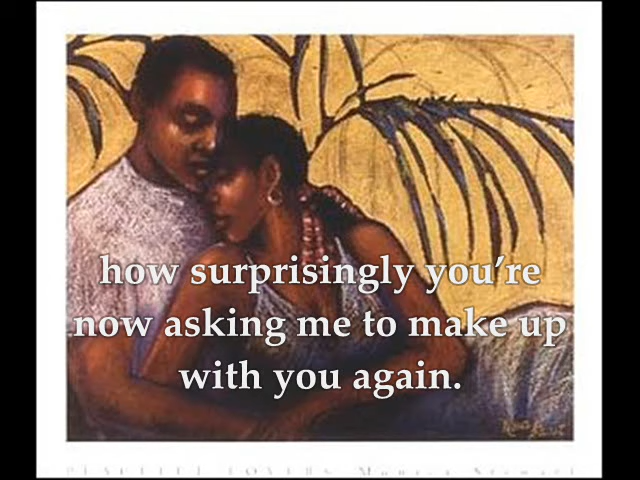 how surprisingly you're
now asking me to make up
with you again.